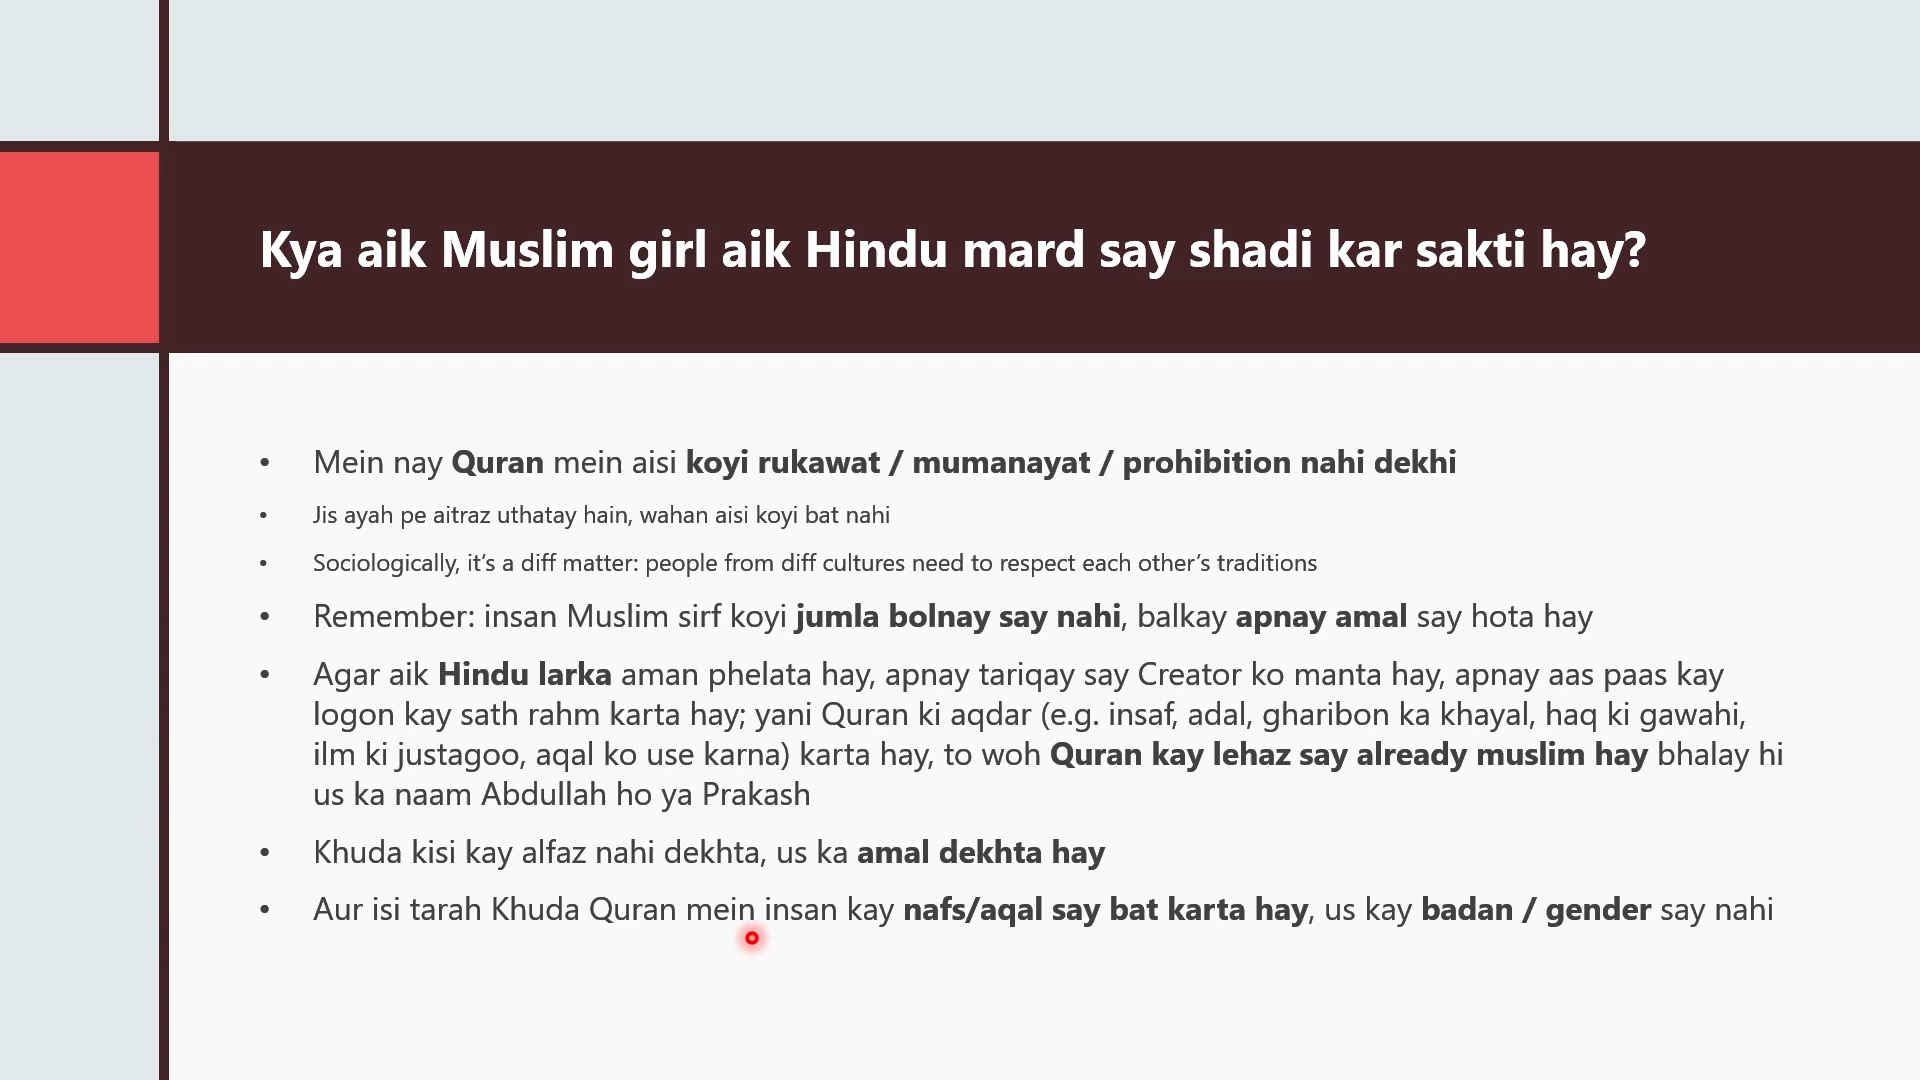 Kya aik Muslim girl aik Hindu mard say shadi kar sakti hay?
• Mein nay Quran mein aisi koyi rukawat / mumanayat / prohibition nahi dekhi
• Jis ayah pe aitraz uthatay hain, wahan aisi koyi bat nahi
• Sociologically, it’s a diff matter: people from diff cultures need to respect each other’s traditions
• Remember: insan Muslim sirf koyi jumla bolnay say nahi, balkay apnay amal say hota hay
• Agar aik Hindu larka aman phelata hay, apnay tariqay say Creator ko manta hay, apnay aas paas kay
logon kay sath rahm karta hay; yani Quran ki aqdar (e.g. insaf, adal, gharibon ka khayal, haq ki gawahi,
ilm ki justagoo, aqal ko use karna) karta hay, to woh Quran kay lehaz say already muslim hay bhalay hi
us ka naam Abdullah ho ya Prakash
• Khuda kisi kay alfaz nahi dekhta, us ka amal dekhta hay
• Aur isi tarah Khuda Quran mein insan kay nafs/aqal say bat karta hay, us kay badan / gender say nahi